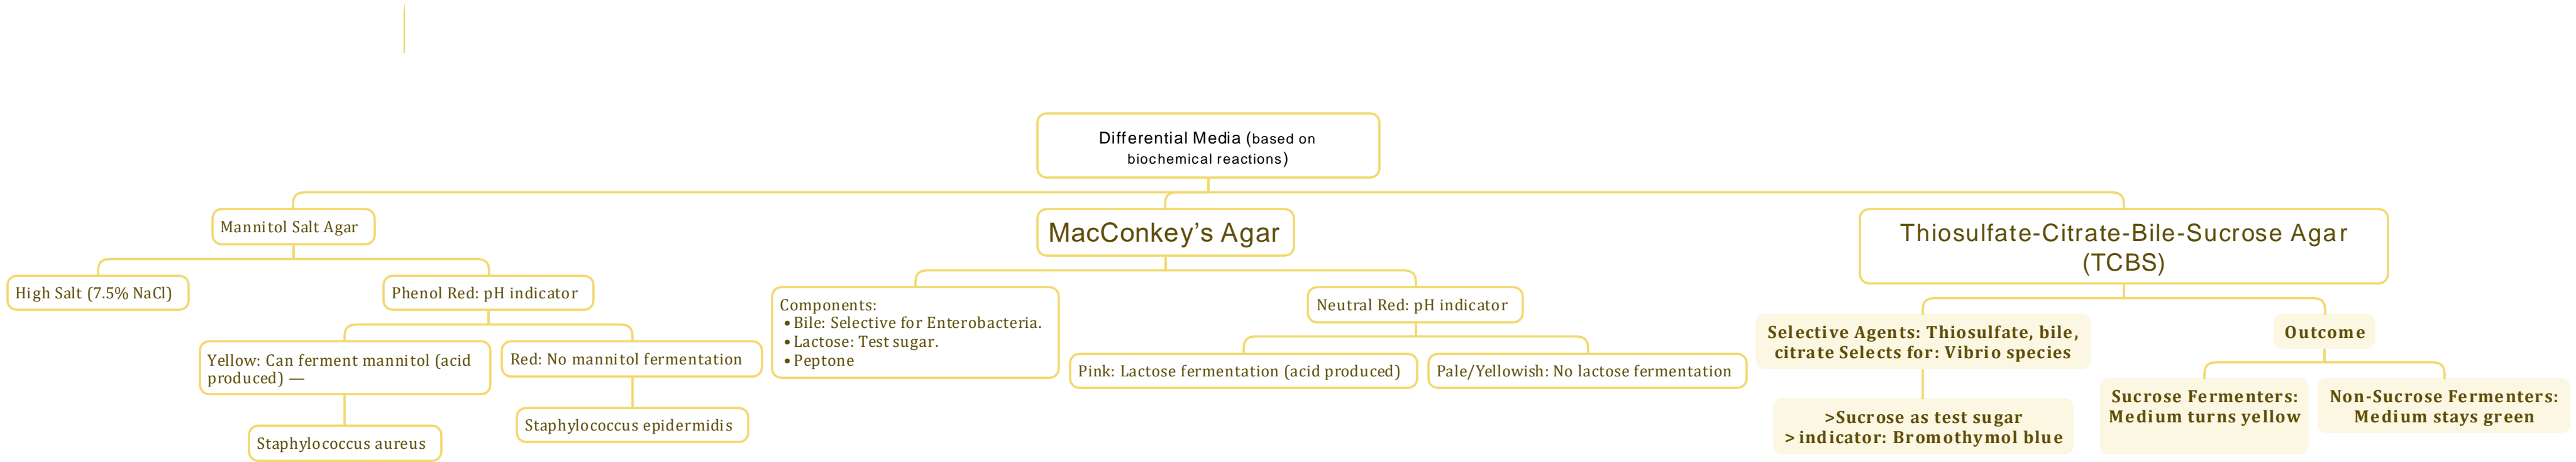 Differential Media (based on
biochemical reactions)
Mannitol Salt Agar
High Salt (7.5% NaCl)
Phenol Red: pH indicator
Yellow: Can ferment mannitol (acid
produced) —
Staphylococcus aureus
Red: No mannitol fermentation
Staphylococcus epidermidis
MacConkey’s Agar
Components:
• Bile: Selective for Enterobacteria.
• Lactose: Test sugar.
• Peptone
Neutral Red: pH indicator
Pink: Lactose fermentation (acid produced)
Pale/Yellowish: No lactose fermentation
Thiosulfate-Citrate-Bile-Sucrose Agar
(TCBS)
Selective Agents: Thiosulfate, bile,
citrate Selects for: Vibrio species
>Sucrose as test sugar
> indicator: Bromothymol blue
Outcome
Sucrose Fermenters:
Medium turns yellow
Non-Sucrose Fermenters:
Medium stays green